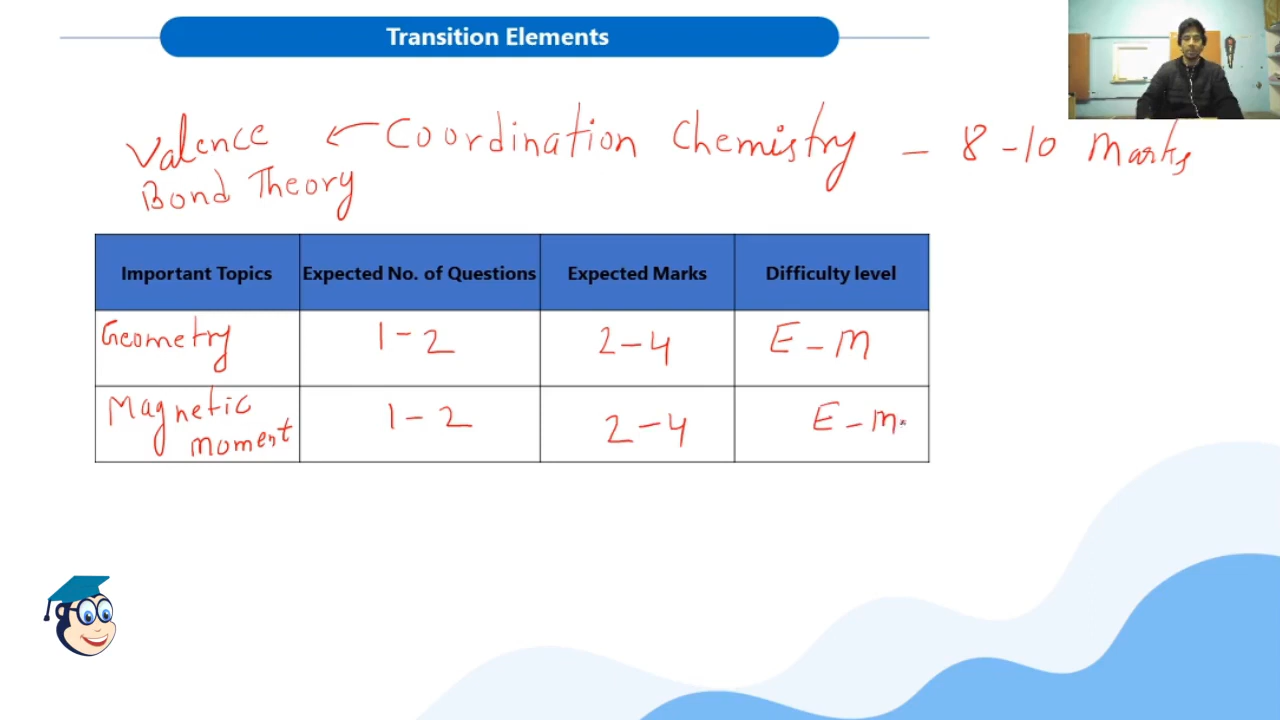 Transition Elements
Valence ← Coordination Chemistry - 8-10 Marks
Bond Theory
Important Topics Expected No. of Questions Expected Marks Difficulty level
Geometry 1-2 2-4 E-M
Magnetic 1-2 2-4 E-m
moment